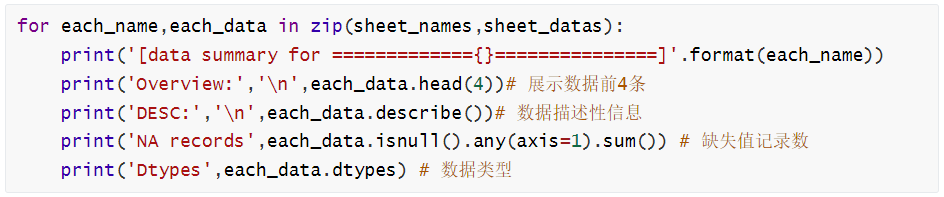 for each_name,each_data in zip(sheet_names,sheet_datas):
    print('[data summary for ============={}===============]'.format(each_name))
    print('Overview:','\n',each_data.head(4))# 展示数据前4条
    print('DESC:','\n',each_data.describe())# 数据描述性信息
    print('NA records',each_data.isnull().any(axis=1).sum()) # 缺失值记录数
    print('Dtypes',each_data.dtypes) # 数据类型